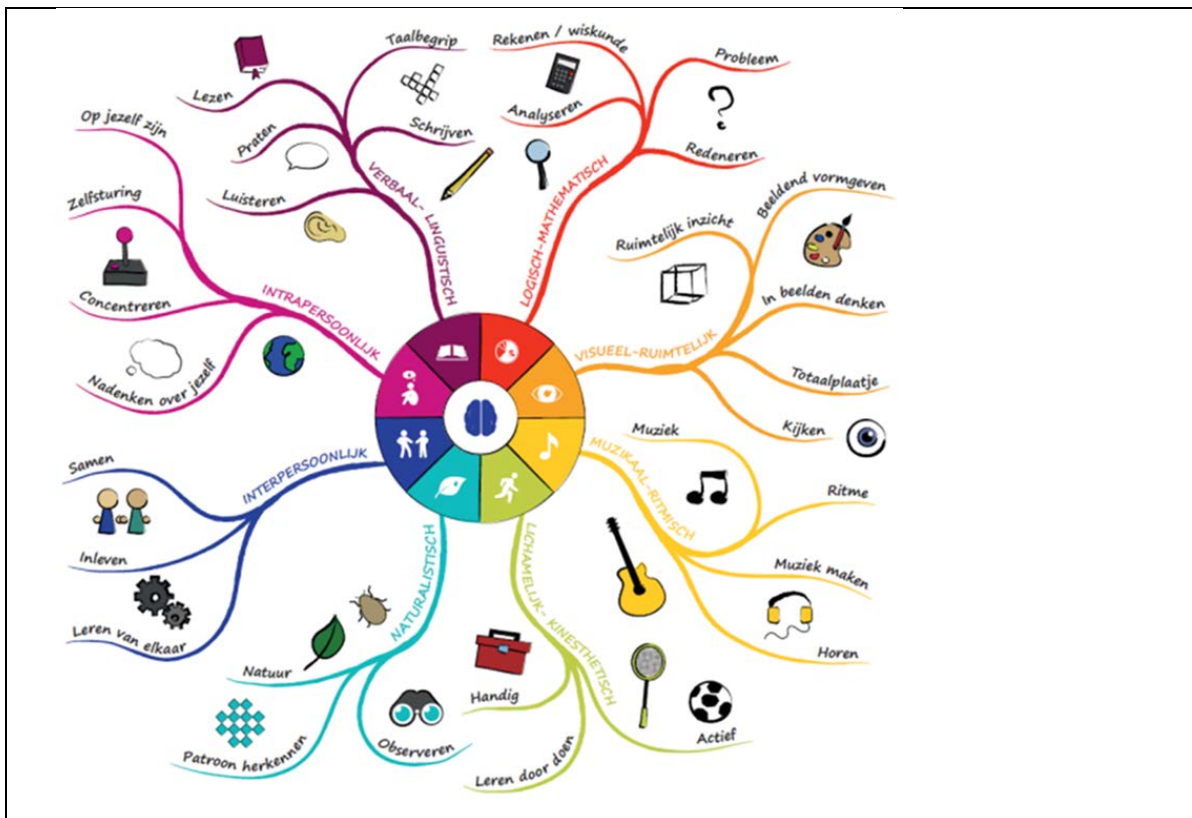 Taalbegrip
Lezen
Praten
Schrijven
Luisteren
VERBAAL- LINGUISTISCH
Rekenen / wiskunde
Probleem
Analyseren
Redeneren
LOGISCH-MATHEMATISCH
Beeldend vormgeven
Ruimtelijk inzicht
In beelden denken
VISUEEL-RUIMTELIJK
Totaalplaatje
Kijken
Muziek
Ritme
MUZIKAAL-RITMISCH
Muziek maken
Horen
LICHAMELIJK- KINESTHETISCH
Handig
Actief
Leren door doen
NATURALISTISCH
Natuur
Observeren
Patroon herkennen
INTERPERSOONLIJK
Samen
Inleven
Leren van elkaar
INTRAPERSOONLIJK
Op jezelf zijn
Zelfsturing
Concentreren
Nadenken over jezelf